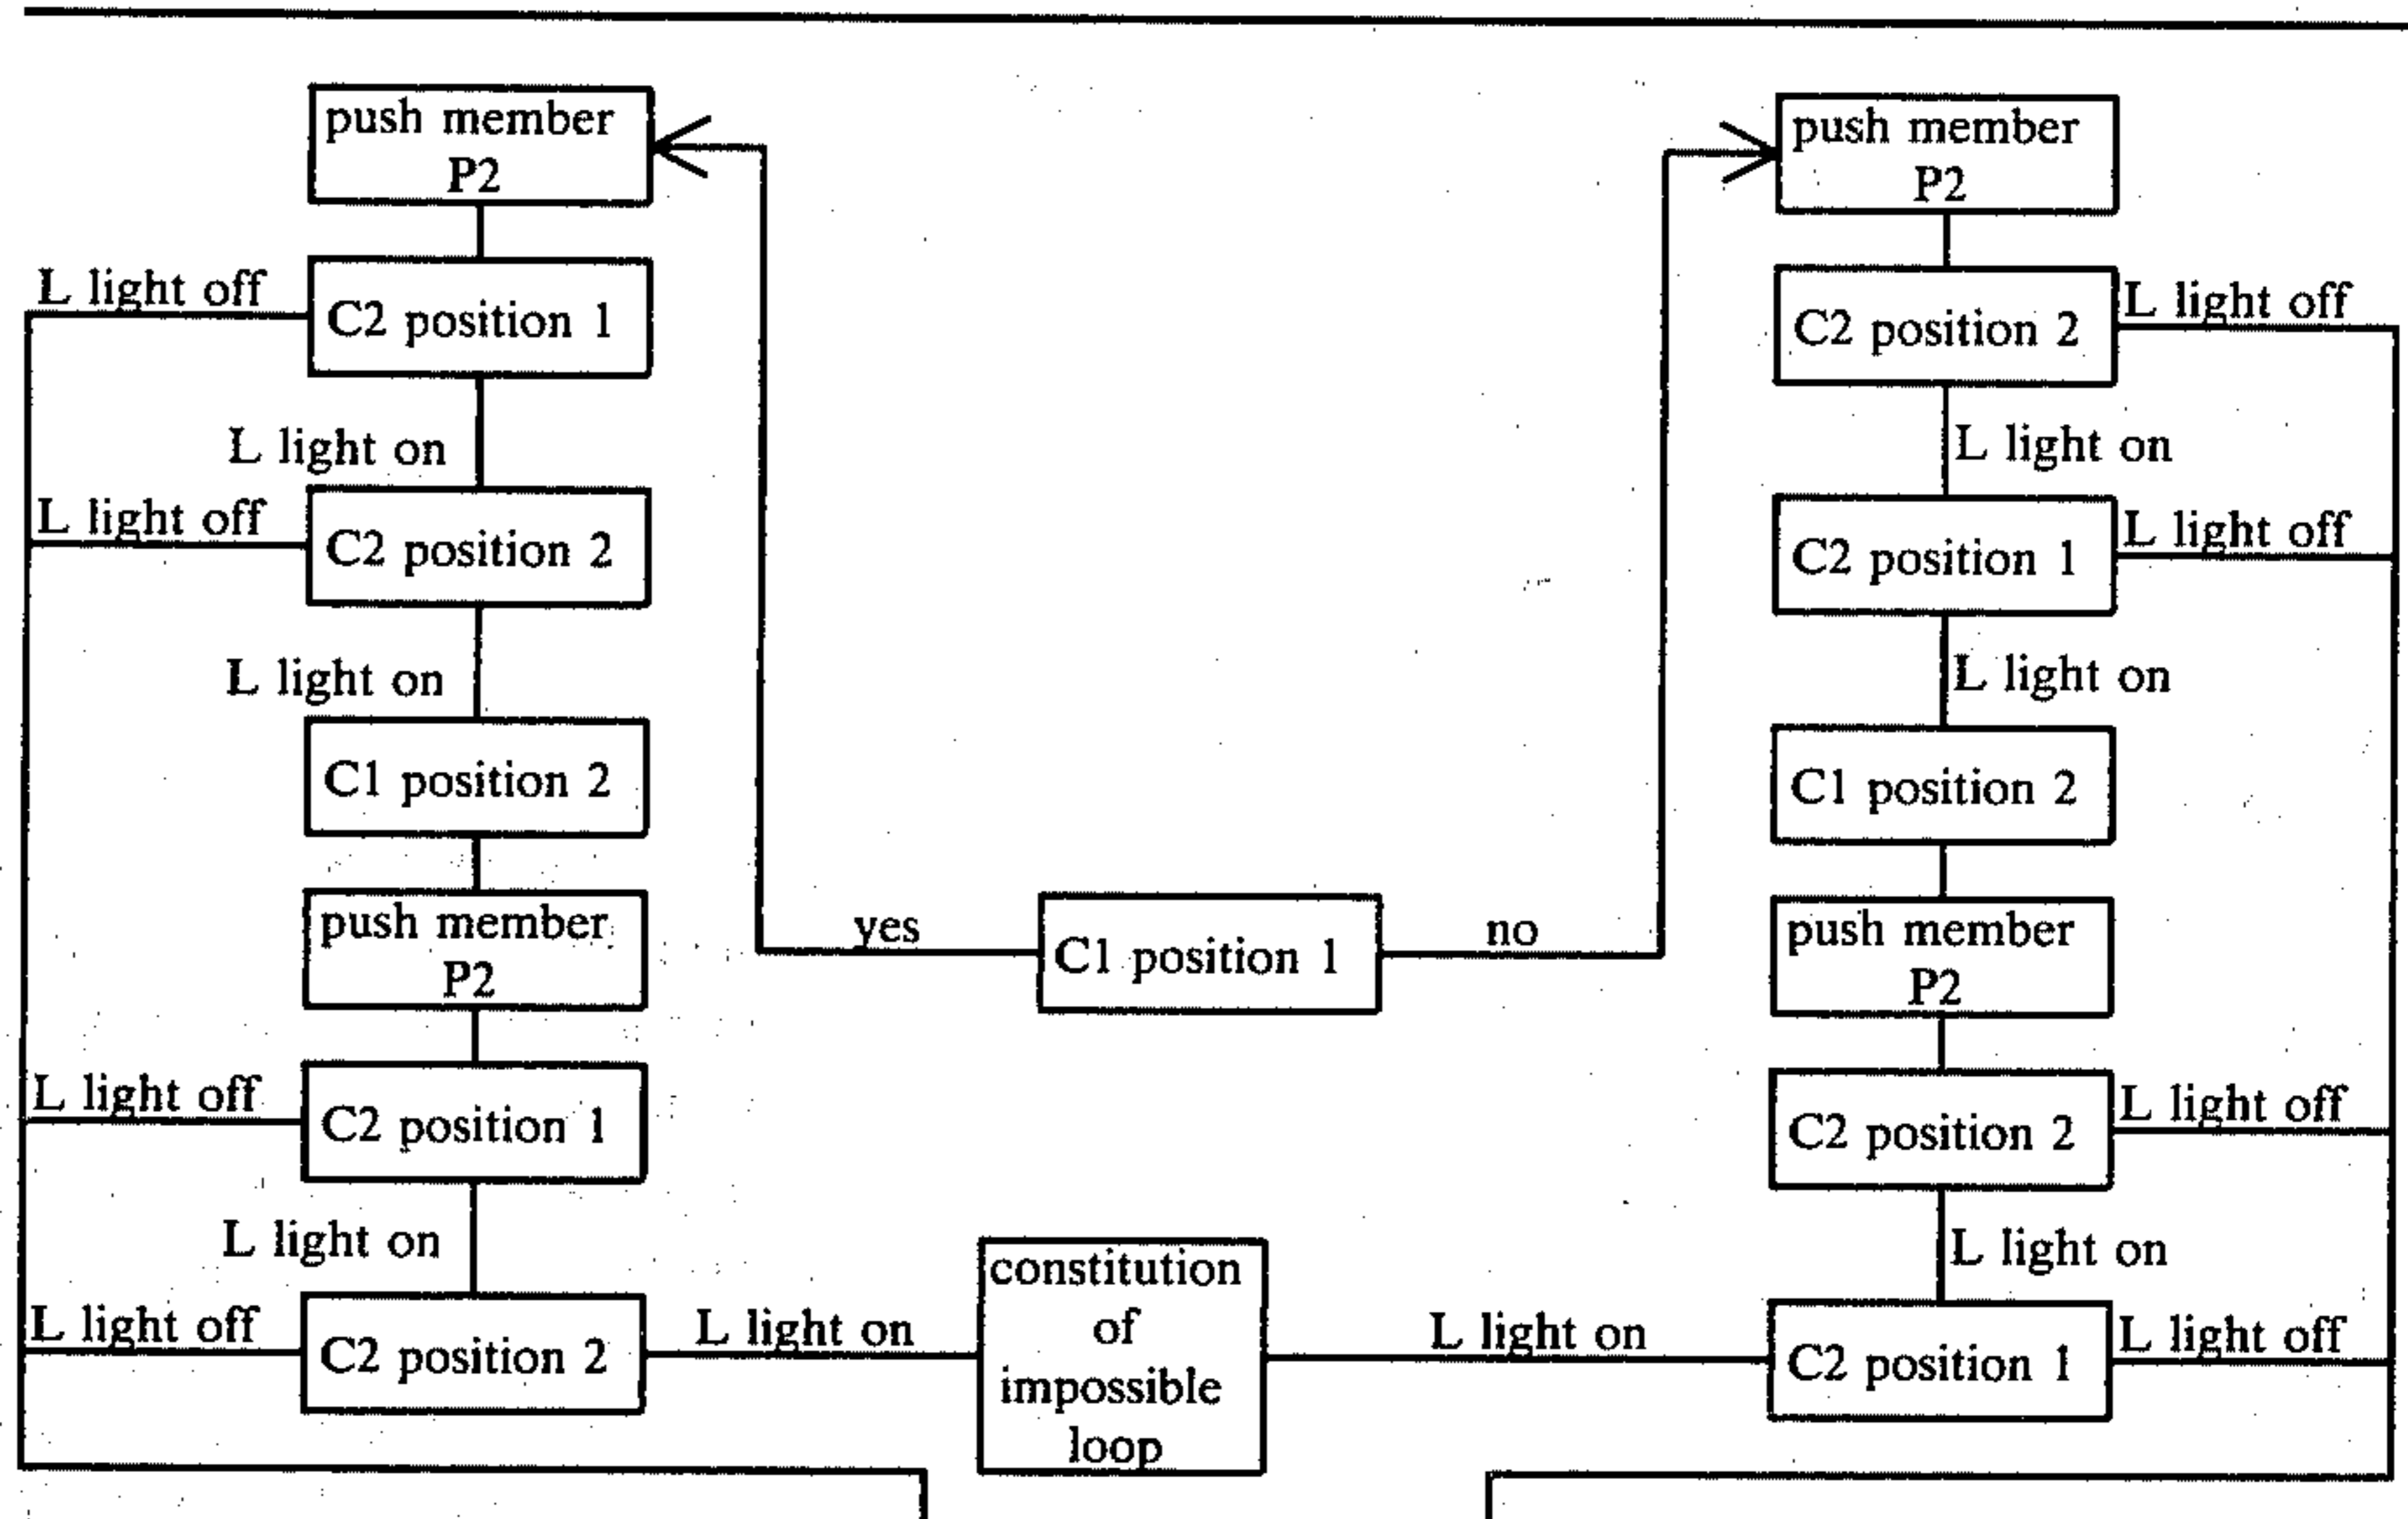 push member
P2
L light off
C2 position 1
L light on
L light off
C2 position 2
L light on
C1 position 2
push member
P2
L light off
C2 position 1
L light on
L light off
C2 position 2
L light on
yes
C1 position 1
no
constitution
of
impossible
loop
push member
P2
C2 position 2
L light off
L light on
C2 position 1
L light off
L light on
C1 position 2
push member
P2
C2 position 2
L light off
L light on
L light on
C2 position 1
L light off